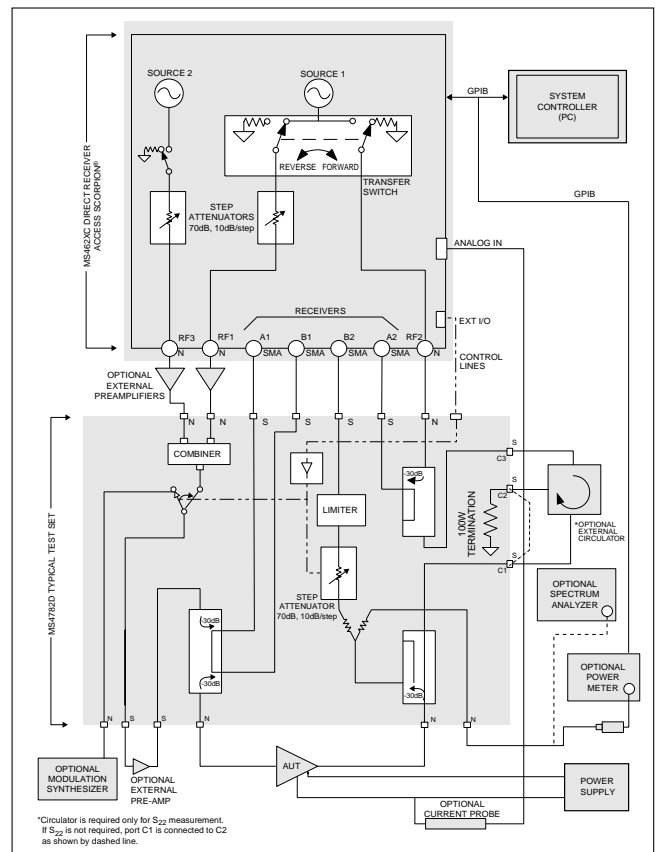 SOURCE 2
SOURCE 1
GPIB
SYSTEM
CONTROLLER
(PC)
REVERSE FORWARD
TRANSFER
SWITCH
GPIB
MS462XC DIRECT RECEIVER
ACCESS SCORPION®
STEP
ATTENUATORS
70dB, 10dB/step
ANALOG IN
RECEIVERS
EXT I/O
RF3
RF1
A1
B1
B2
A2
RF2
N
N
SMA
SMA
SMA
SMA
N
CONTROL
LINES
OPTIONAL
EXTERNAL
PREAMPLIFIERS
N
N
S
S
S
S
N
MS4782D TYPICAL TEST SET
COMBINER
-30dB
S
C3
S
C2
LIMITER
100W
TERMINATION
*OPTIONAL
EXTERNAL
CIRCULATOR
S
C1
STEP
ATTENUATOR
70dB, 10dB/step
OPTIONAL
SPECTRUM
ANALYZER
-30dB
-30dB
-30dB
OPTIONAL
POWER
METER
N
S
S
N
N
N
OPTIONAL
MODULATION
SYNTHESIZER
OPTIONAL
EXTERNAL
PRE-AMP
AUT
POWER
SUPPLY
OPTIONAL
CURRENT PROBE
*Circulator is required only for S22 measurement.
If S22 is not required, port C1 is connected to C2
as shown by dashed line.